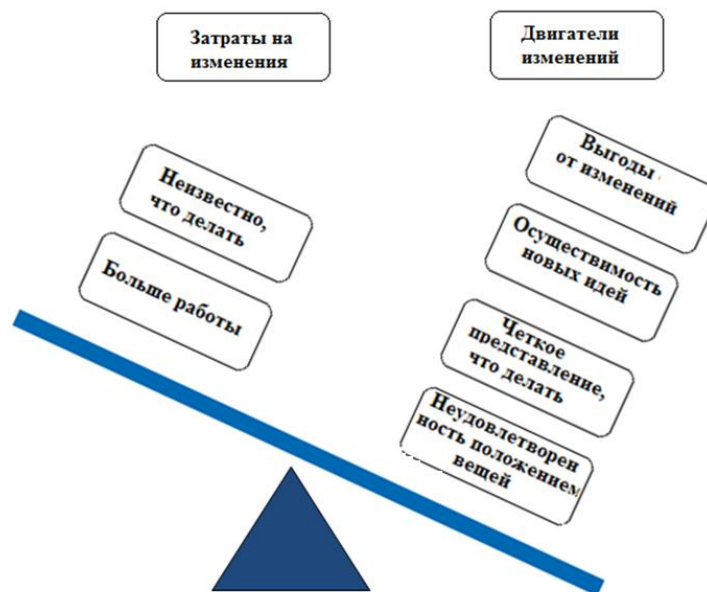 Затраты на
изменения
Двигатели
изменений
Неизвестно,
что делать
Больше работы
Выгоды
от изменений
Осуществимость
новых идей
Четкое
представление,
что делать
Неудовлетворен
ность положением
вещей